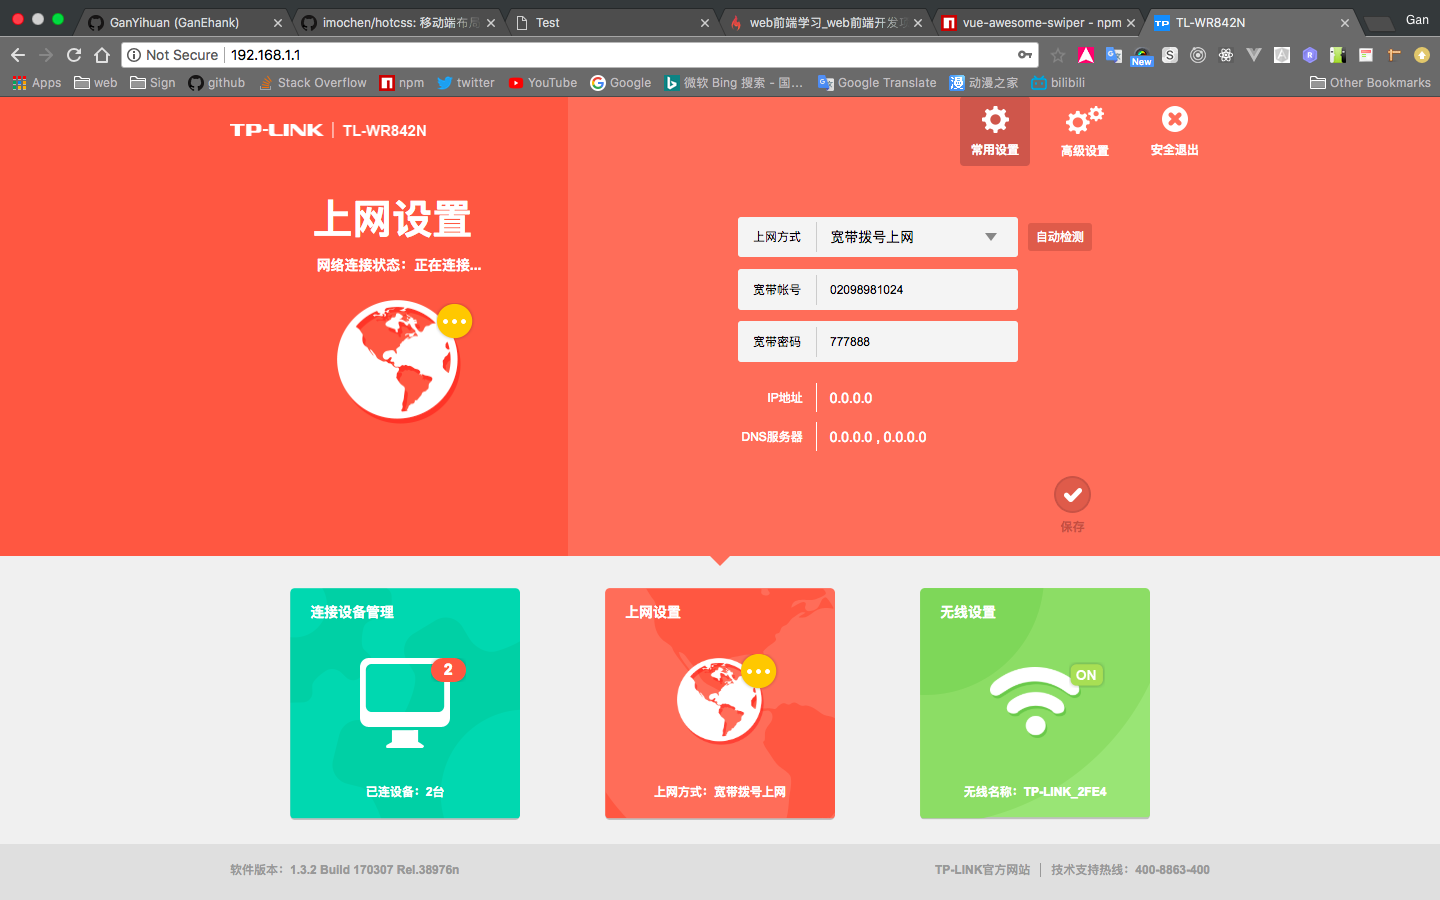 GanYihuan (GanEhank)
imochen/hotcss: 移动端布局
Test
web前端学习_web前端开发
vue-awesome-swiper - npm
TP TL-WR842N
Gan
Not Secure 192.168.1.1
New
Apps web Sign github Stack Overflow npm twitter YouTube Google 微软 Bing 搜索 - 国... Google Translate 动漫之家 bilibili Other Bookmarks
TP-LINK TL-WR842N
常用设置 高级设置 安全退出
上网设置
网络连接状态：正在连接...
上网方式 宽带拨号上网 自动检测
宽带帐号 02098981024
宽带密码 777888
IP地址 0.0.0.0
DNS服务器 0.0.0.0 , 0.0.0.0
保存
连接设备管理
2
已连设备：2台
上网设置
上网方式：宽带拨号上网
无线设置
ON
无线名称：TP-LINK_2FE4
软件版本：1.3.2 Build 170307 Rel.38976n
TP-LINK官方网站 技术支持热线：400-8863-400